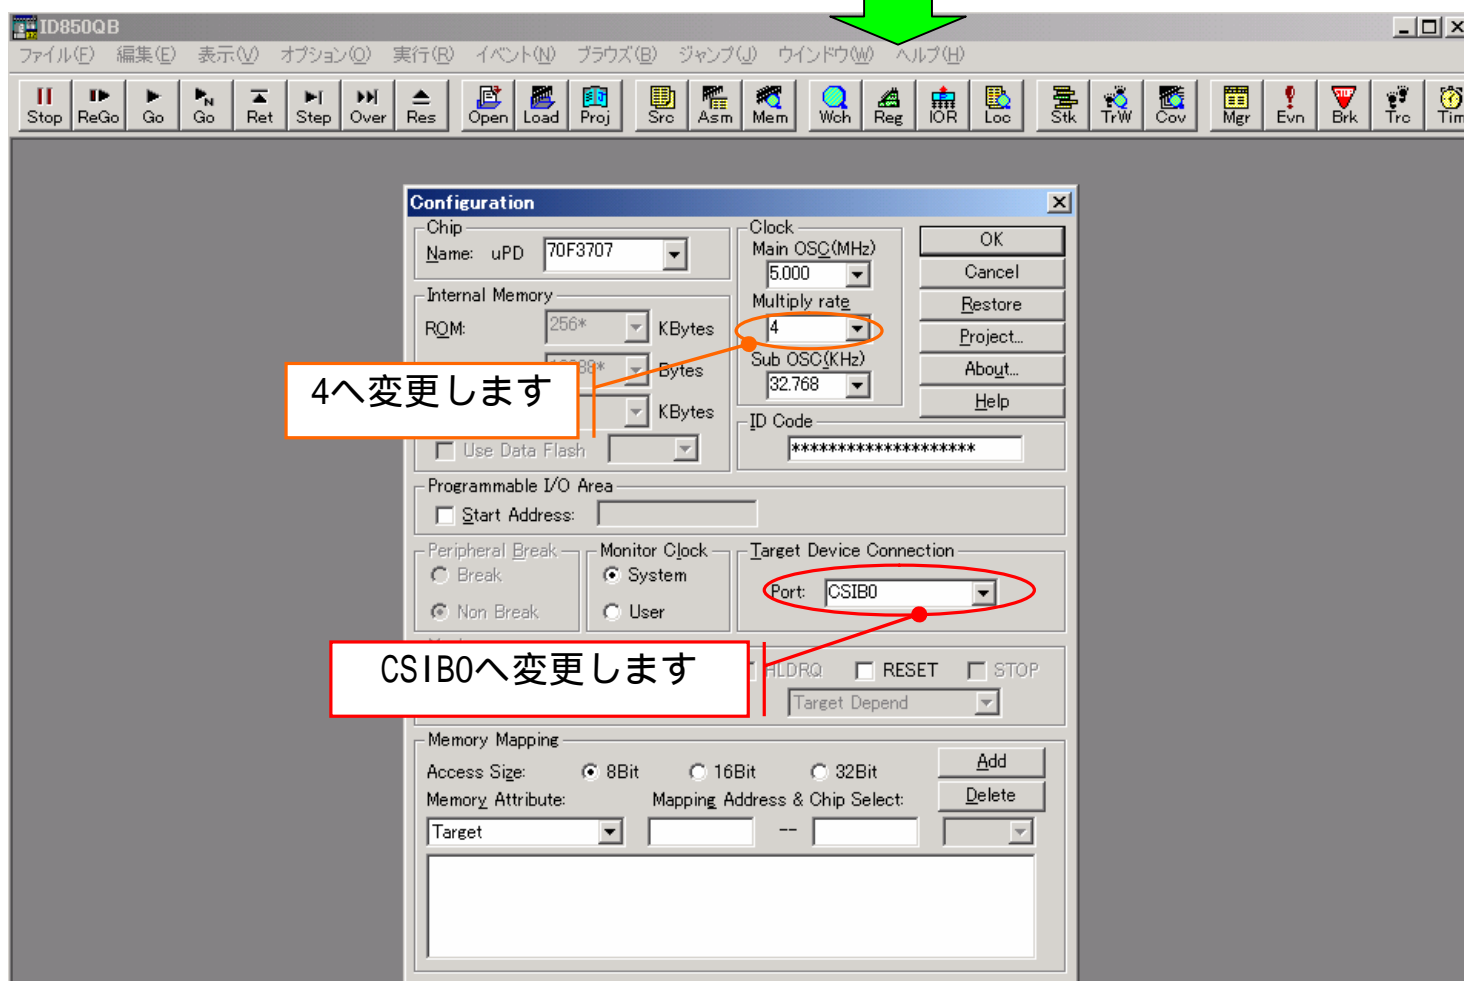 ID850QB
ファイル(F) 編集(E) 表示(V) オプション(O) 実行(R) イベント(N) ブラウズ(B) ジャンプ(J) ウインドウ(W) ヘルプ(H)
Stop ReGo Go Go Ret Step Over Res Open Load Proj Src Asm Mem Wch Reg IOR Loc Stk TrW Cov Mgr Evn Brk Trc Tim
Configuration
Chip
Name: uPD 70F3707
Internal Memory
ROM: 256* KBytes
Bytes
KBytes
Use Data Flash
Clock
Main OSC(MHz)
5.000
Multiply rate
4
Sub OSC(KHz)
32.768
OK
Cancel
Restore
Project...
About...
Help
4へ変更します
ID Code
********************
Programmable I/O Area
Start Address:
Peripheral Break
Break
Non Break
Monitor Clock
System
User
Target Device Connection
Port: CSIB0
CSIB0へ変更します
HLDRQ RESET STOP
Target Depend
Memory Mapping
Access Size: 8Bit 16Bit 32Bit
Add
Memory Attribute: Mapping Address & Chip Select:
Delete
Target --